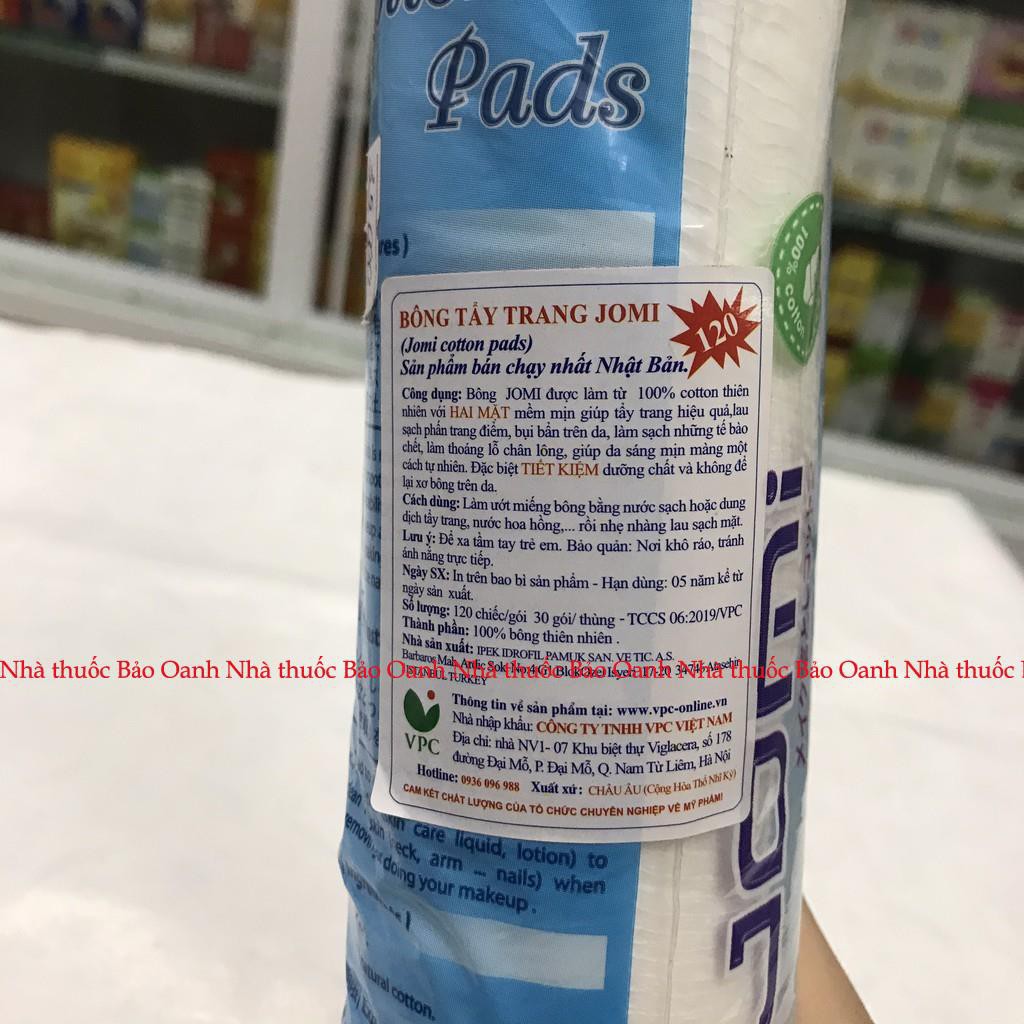 Pads
res)
100%
cotton
BÔNG TẨY TRANG JOMI
120
(Jomi cotton pads)
Sản phẩm bán chạy nhất Nhật Bản.
Công dụng: Bông JOMI được làm từ 100% cotton thiên
nhiên với HAI MẶT mềm mịn giúp tẩy trang hiệu quả,lau
sạch phấn trang điểm, bụi bẩn trên da, làm sạch những tế bào
chết, làm thoáng lỗ chân lông, giúp da sáng mịn màng một
cách tự nhiên. Đặc biệt TIẾT KIỆM dưỡng chất và không để
lại xơ bông trên da.
Cách dùng: Làm ướt miếng bông bằng nước sạch hoặc dung
dịch tẩy trang, nước hoa hồng,... rồi nhẹ nhàng lau sạch mặt.
Lưu ý: Để xa tầm tay trẻ em. Bảo quản: Nơi khô ráo, tránh
ánh nắng trực tiếp.
Ngày SX: In trên bao bì sản phẩm - Hạn dùng: 05 năm kể từ
ngày sản xuất.
Số lượng: 120 chiếc/gói 30 gói/ thùng - TCCS 06:2019/VPC
Thành phần: 100% bông thiên nhiên .
Nhà sản xuất: IPEK IDROFIL PAMUK SAN. VE TIC. A.S.
Nhà thuốc Bảo Oanh Nhà thuốc Bảo Oanh Nhà thuốc Bảo Oanh Nhà thuốc Bảo Oanh Nhà thuốc
TURKEY
Thông tin về sản phẩm tại: www.vpc-online.vn
Nhà nhập khẩu: CÔNG TY TNHH VPC VIỆT NAM
VPC
Địa chỉ: nhà NV1- 07 Khu biệt thự Viglacera, số 178
đường Đại Mỗ, P. Đại Mỗ, Q. Nam Từ Liêm, Hà Nội
Hotline: 0936 096 988 Xuất xứ: CHÂU ÂU (Cộng Hòa Thổ Nhĩ Kỳ)
CAM KẾT CHẤT LƯỢNG CỦA TỔ CHỨC CHUYÊN NGHIỆP VỀ MỸ PHẨM!
Jomi
care liquid, lotion) to
neck, arm ... nails) when
doing your makeup .
natural cotton.